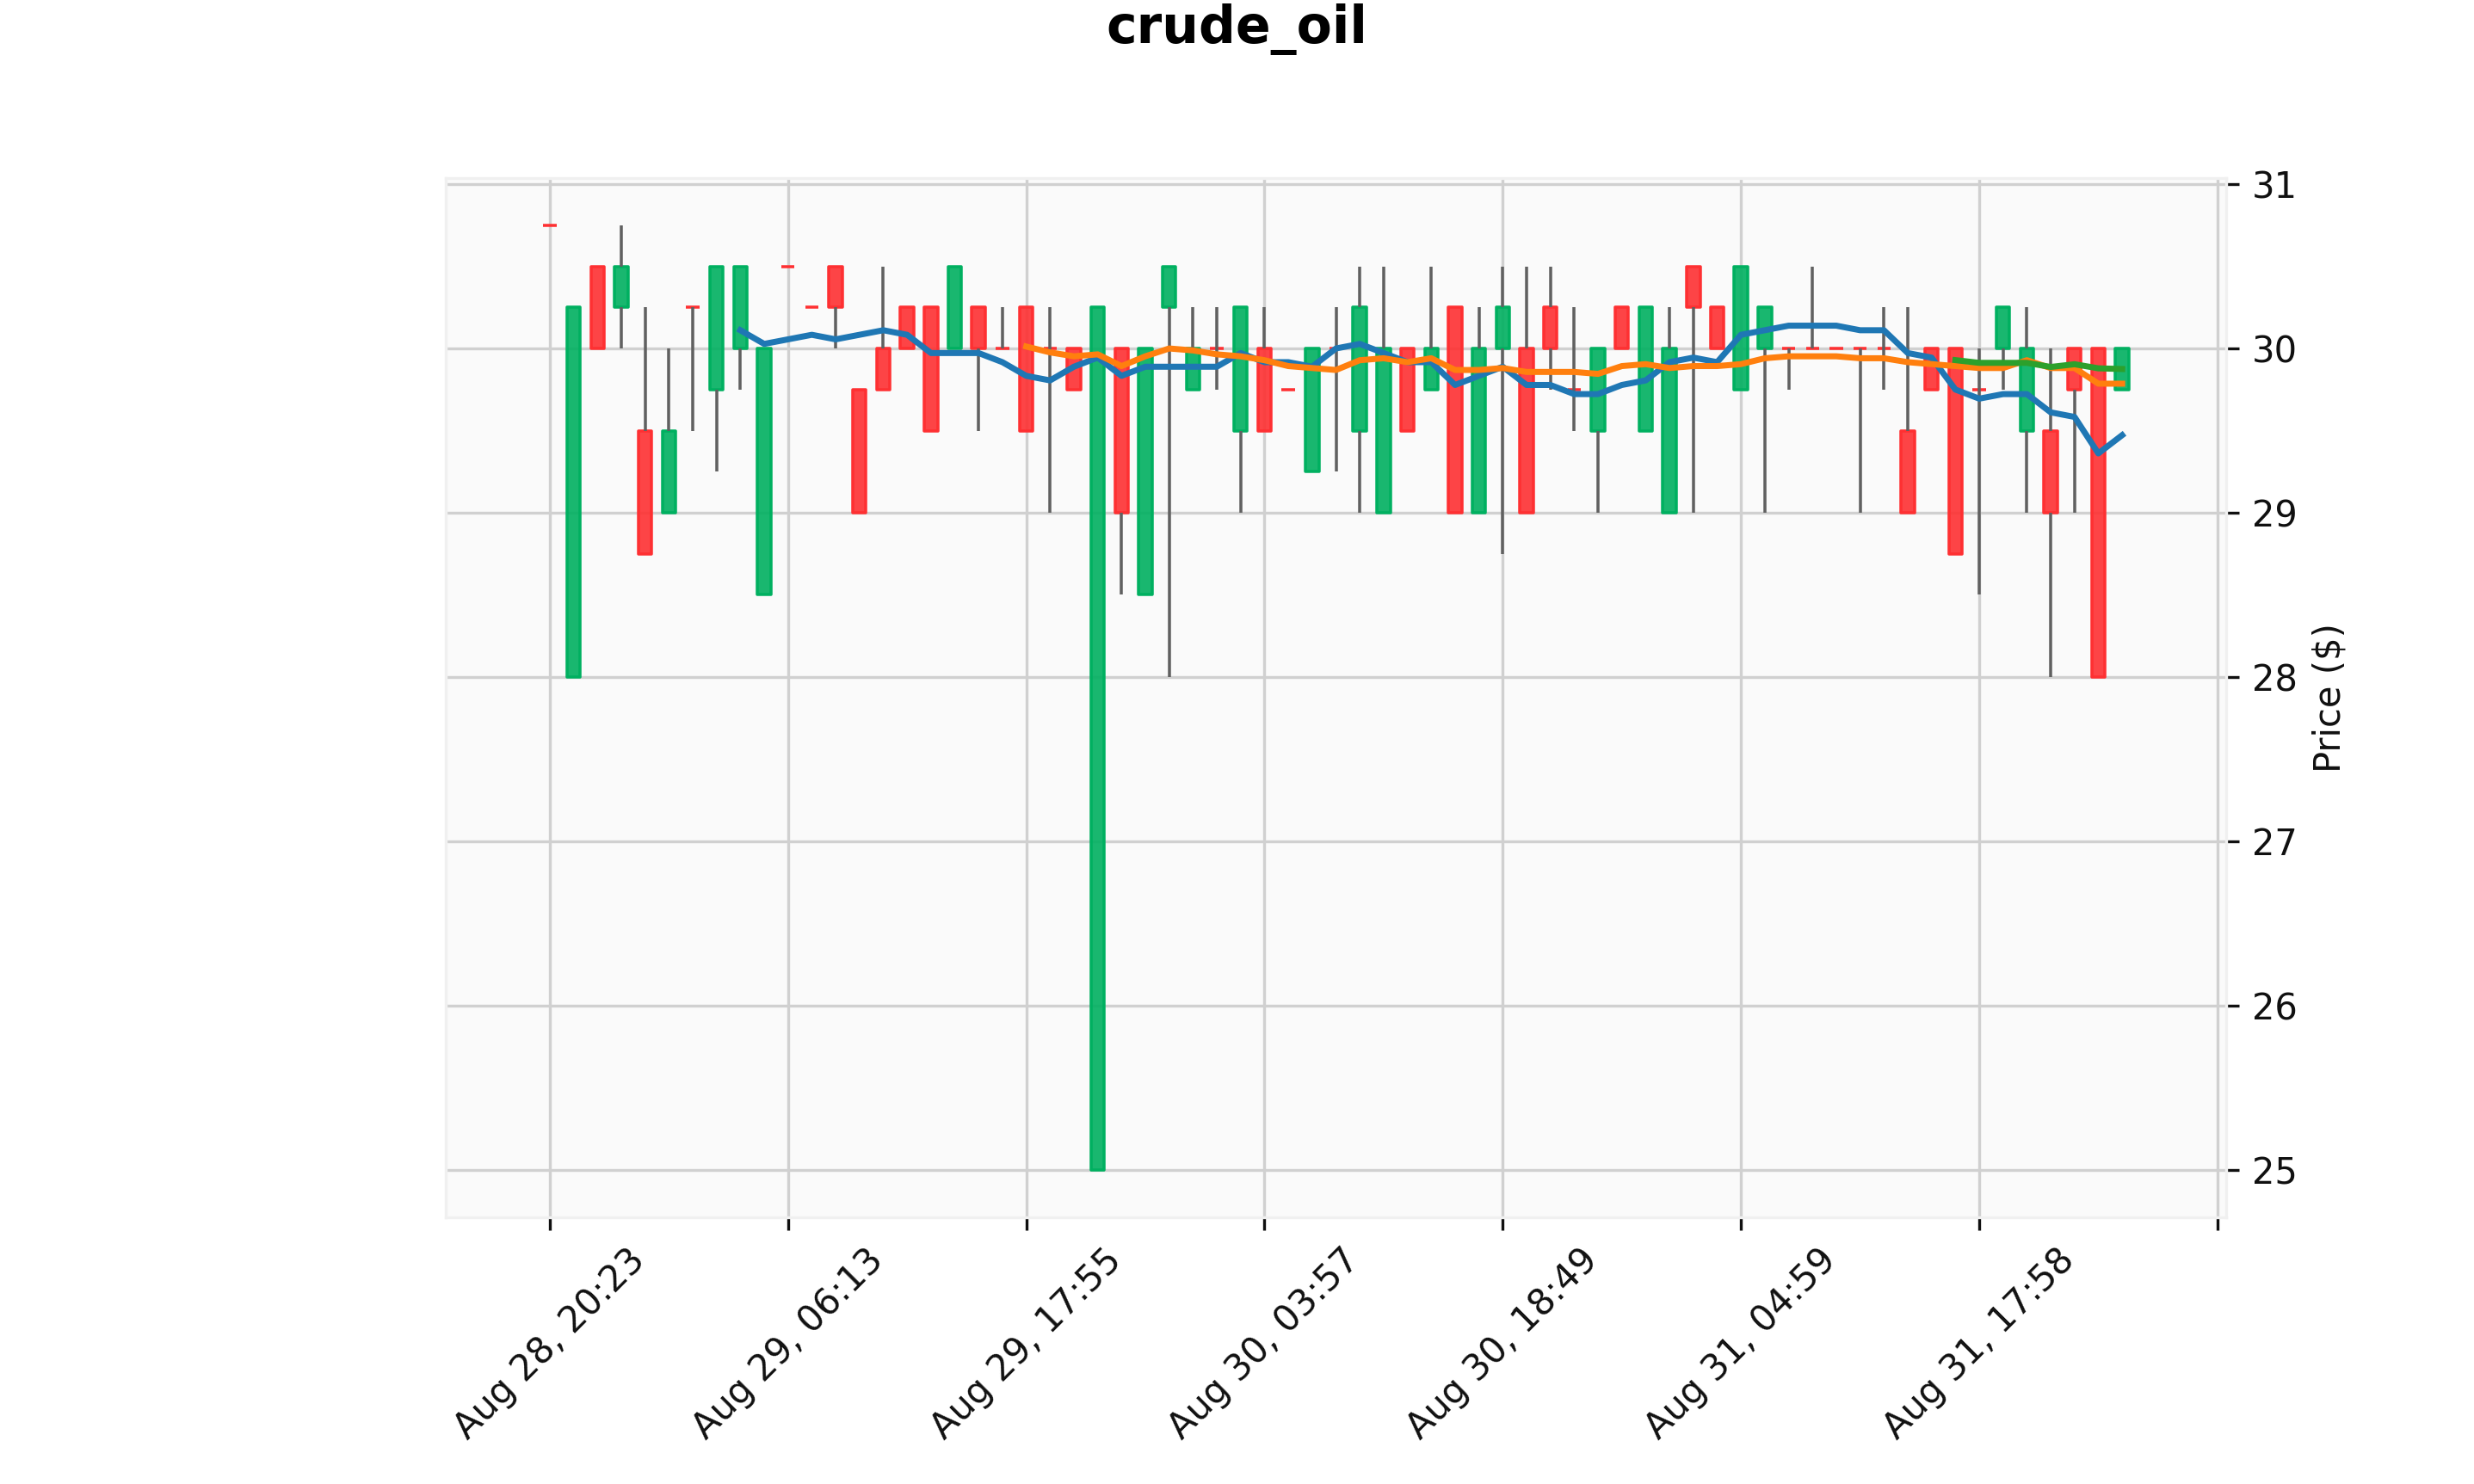 crude_oil
31
30
29
28
27
26
25
Price ($)
Aug 28, 20:23
Aug 29, 06:13
Aug 29, 17:55
Aug 30, 03:57
Aug 30, 18:49
Aug 31, 04:59
Aug 31, 17:58